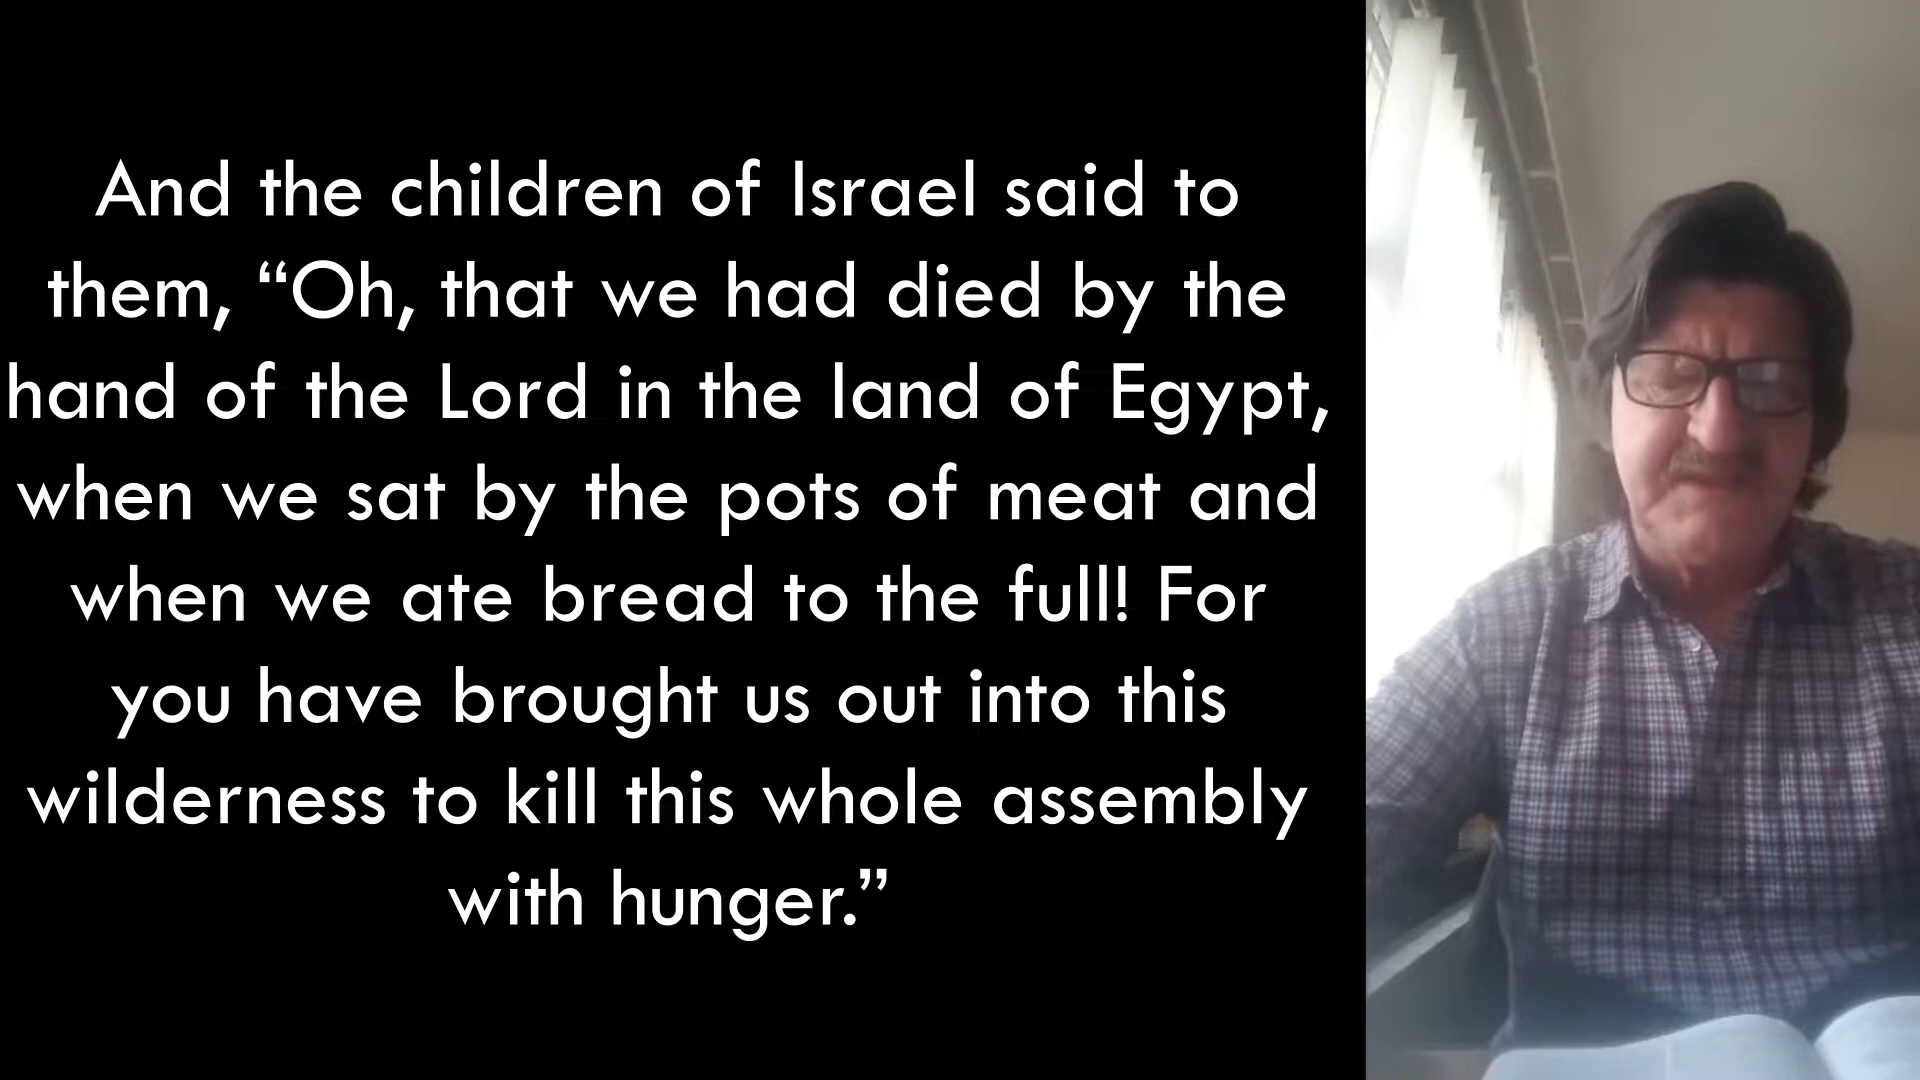 And the children of Israel said to
them, “Oh, that we had died by the
hand of the Lord in the land of Egypt,
when we sat by the pots of meat and
when we ate bread to the full! For
you have brought us out into this
wilderness to kill this whole assembly
with hunger.”